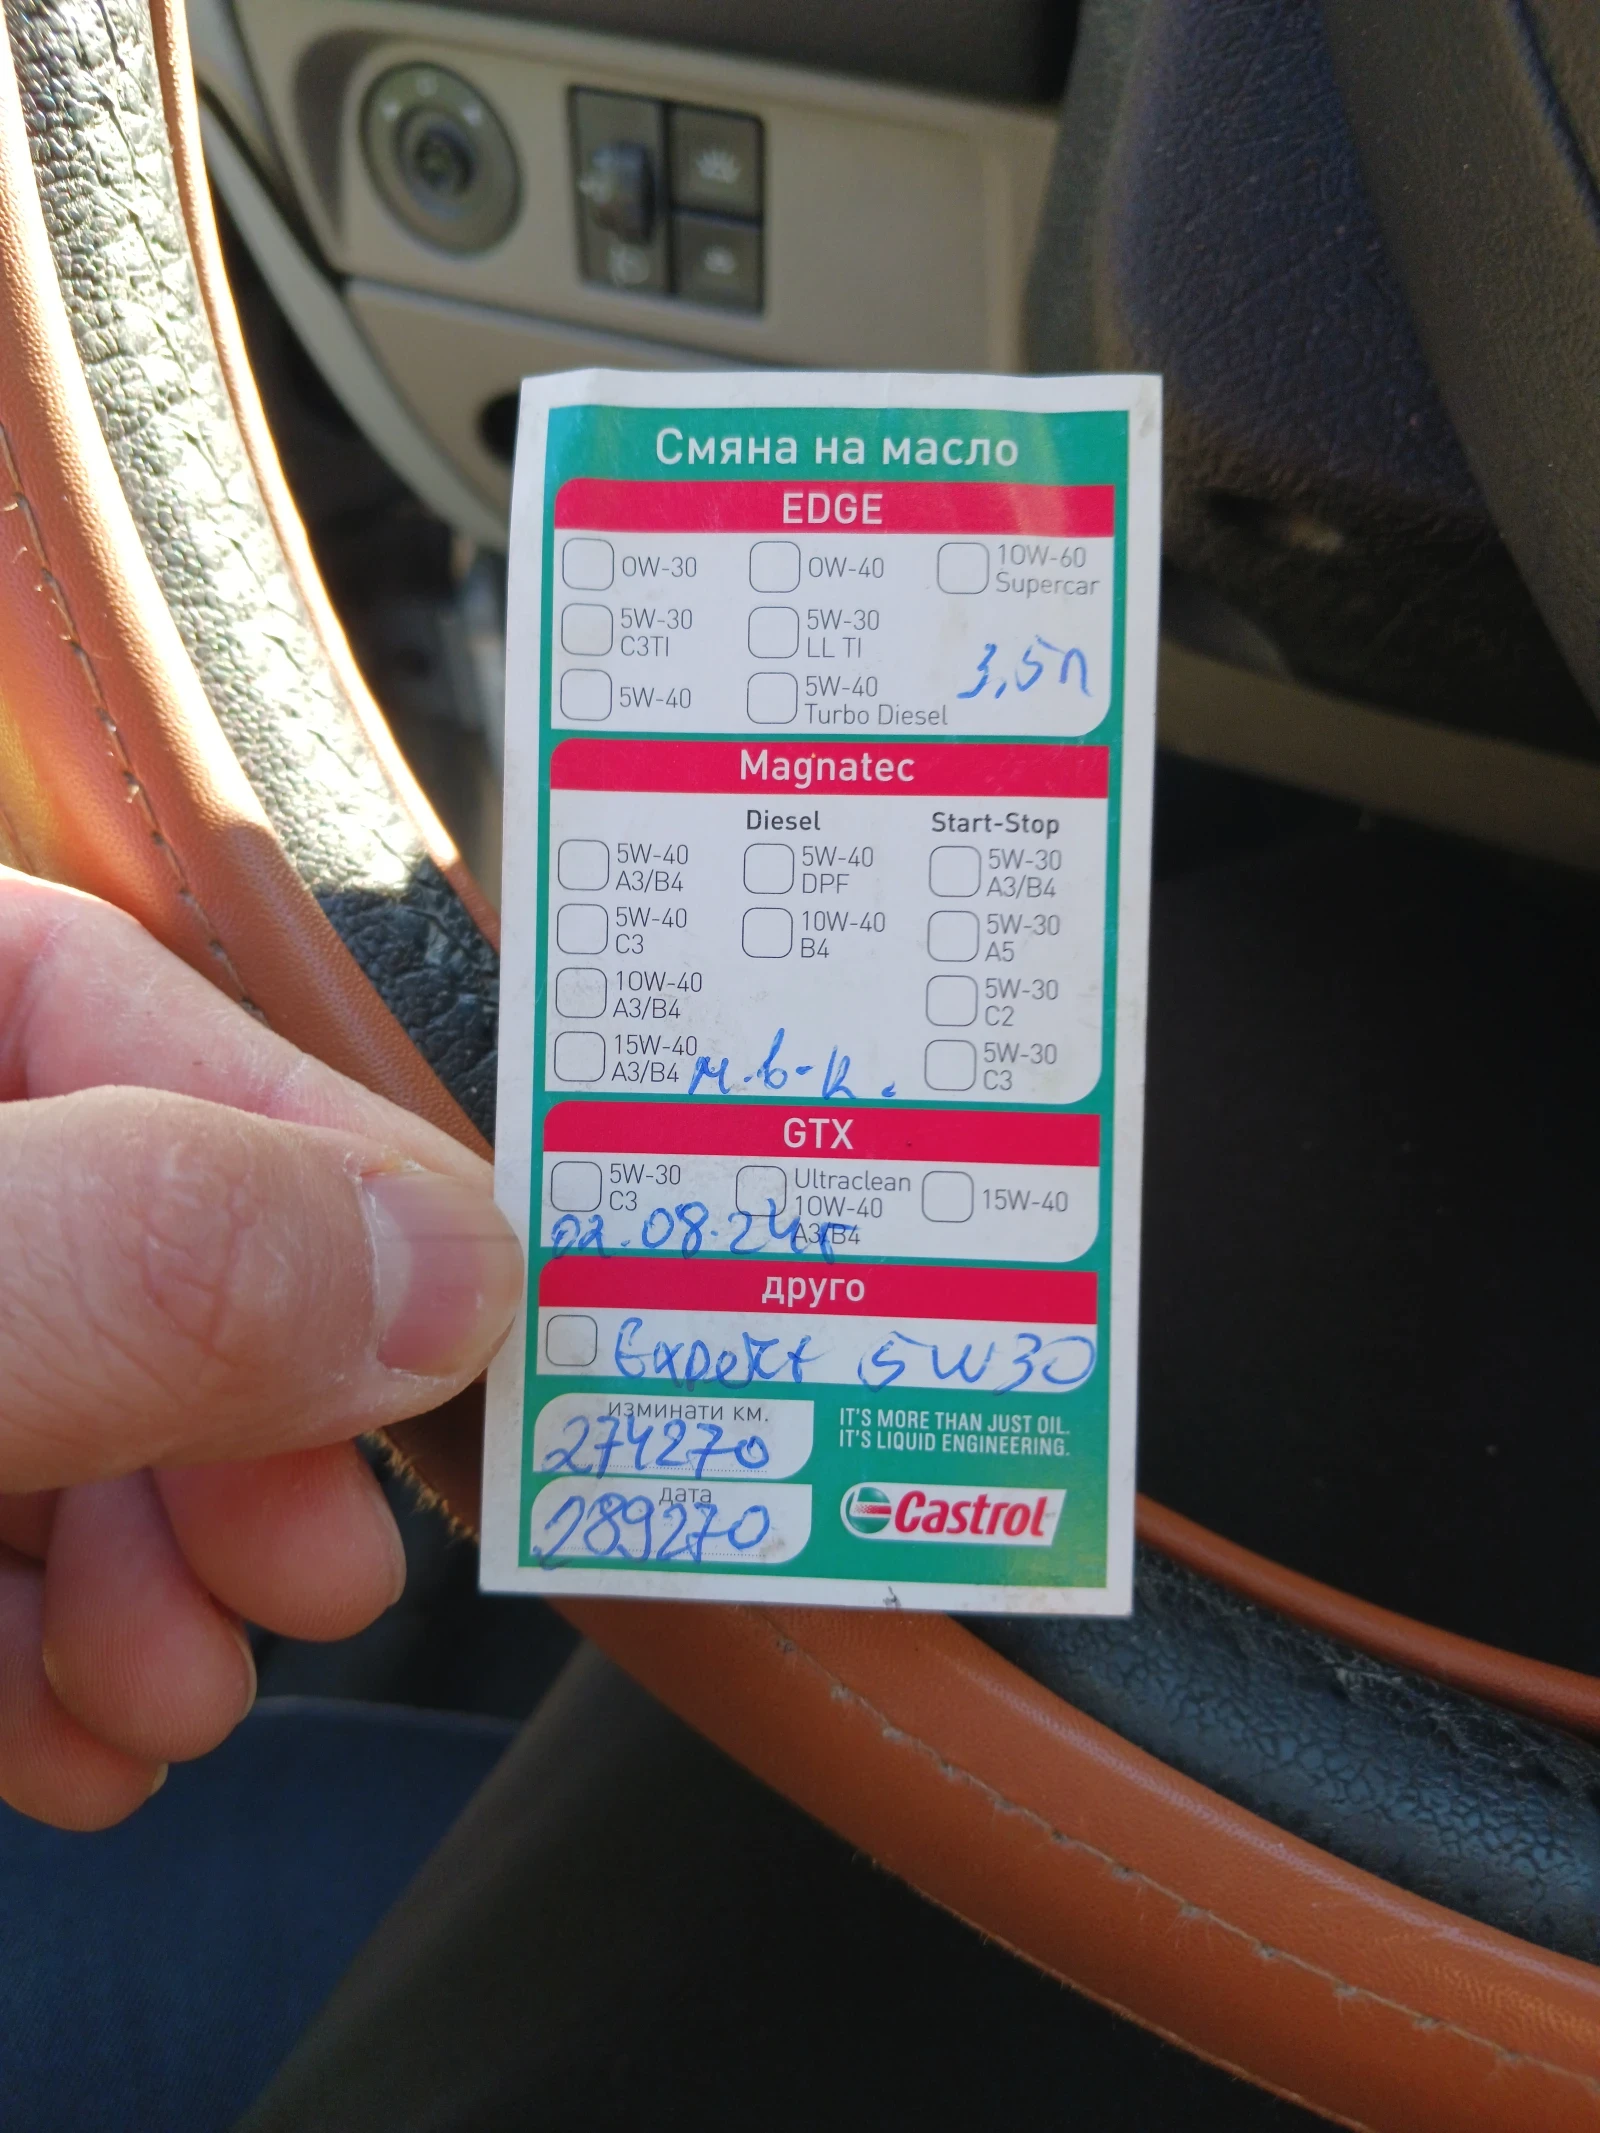 Смяна на масло
EDGE
0W-30 0W-40 10W-60 Supercar
5W-30 C3TI 5W-30 LL TI
3,5л
5W-40 5W-40 Turbo Diesel
Magnatec
Diesel Start-Stop
5W-40 A3/B4 5W-40 DPF 5W-30 A3/B4
5W-40 C3 10W-40 B4 5W-30 A5
10W-40 A3/B4 5W-30 C2
15W-40 A3/B4 м.в-к. 5W-30 C3
GTX
5W-30 C3 Ultraclean 10W-40 A3/B4 15W-40
02.08.24г
друго
Expekt 5W30
изминати км.
274270
дата
289270
IT'S MORE THAN JUST OIL.
IT'S LIQUID ENGINEERING.
Castrol